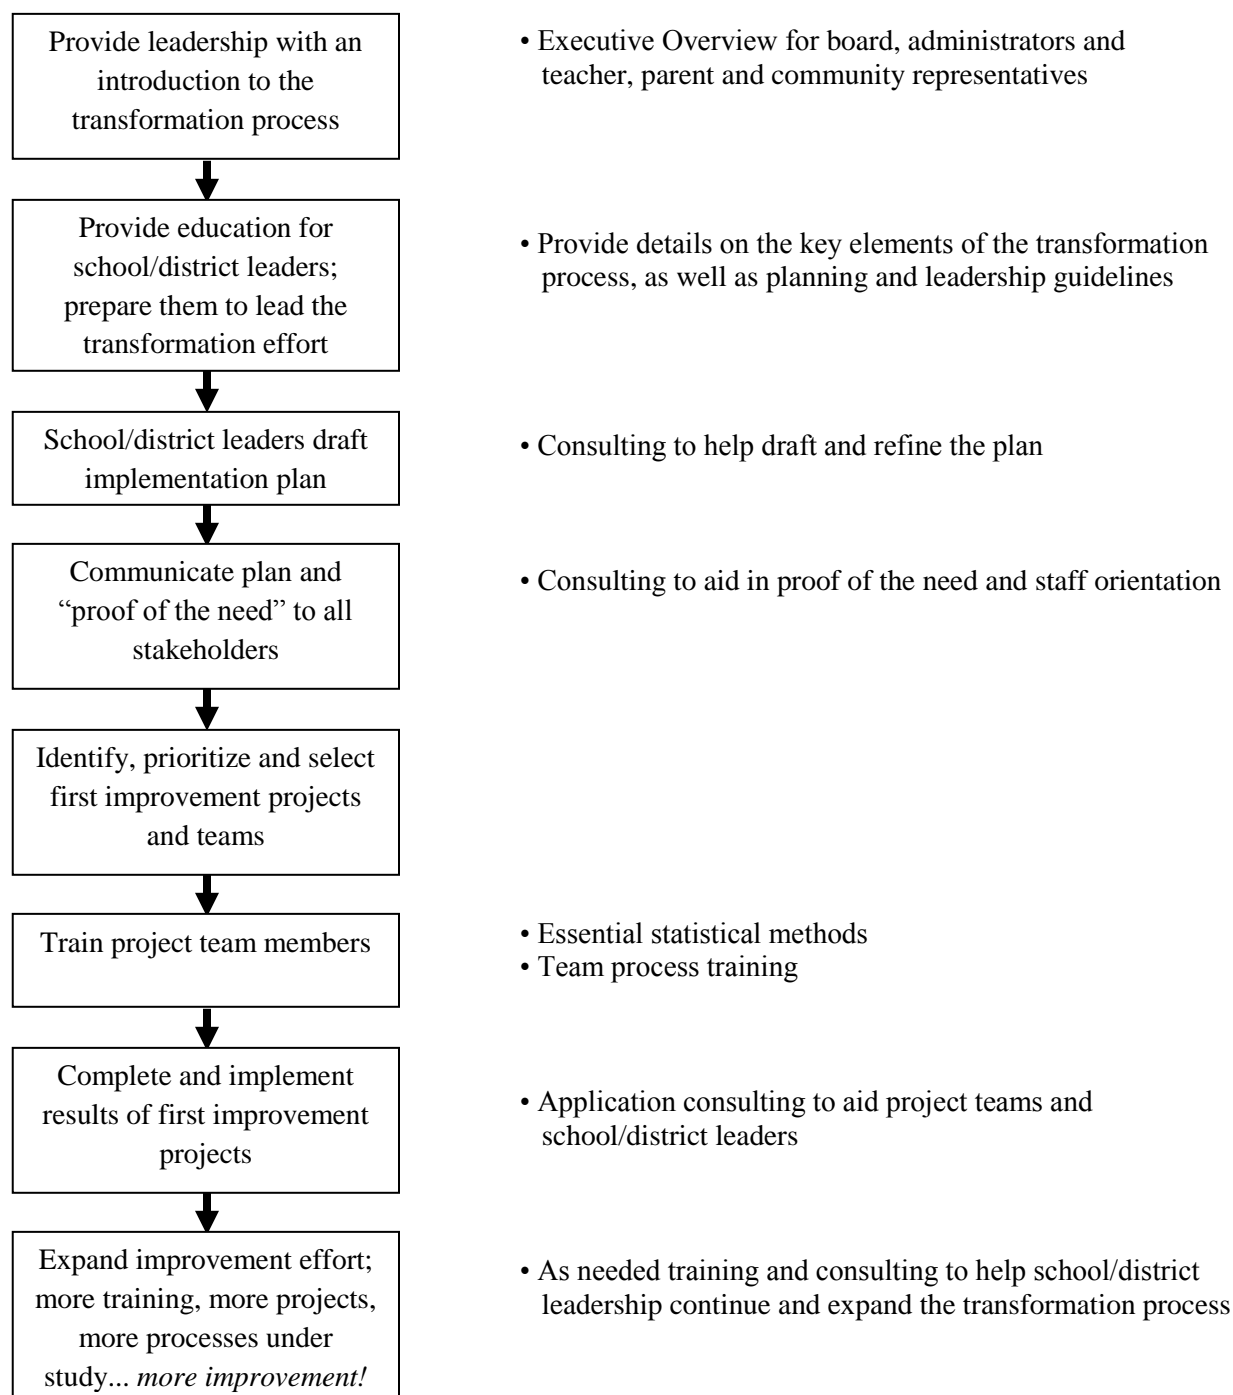 Provide leadership with an
introduction to the
transformation process
• Executive Overview for board, administrators and
teacher, parent and community representatives
Provide education for
school/district leaders;
prepare them to lead the
transformation effort
• Provide details on the key elements of the transformation
process, as well as planning and leadership guidelines
School/district leaders draft
implementation plan
• Consulting to help draft and refine the plan
Communicate plan and
“proof of the need” to all
stakeholders
• Consulting to aid in proof of the need and staff orientation
Identify, prioritize and select
first improvement projects
and teams
Train project team members
• Essential statistical methods
• Team process training
Complete and implement
results of first improvement
projects
• Application consulting to aid project teams and
school/district leaders
Expand improvement effort;
more training, more projects,
more processes under
study... more improvement!
• As needed training and consulting to help school/district
leadership continue and expand the transformation process